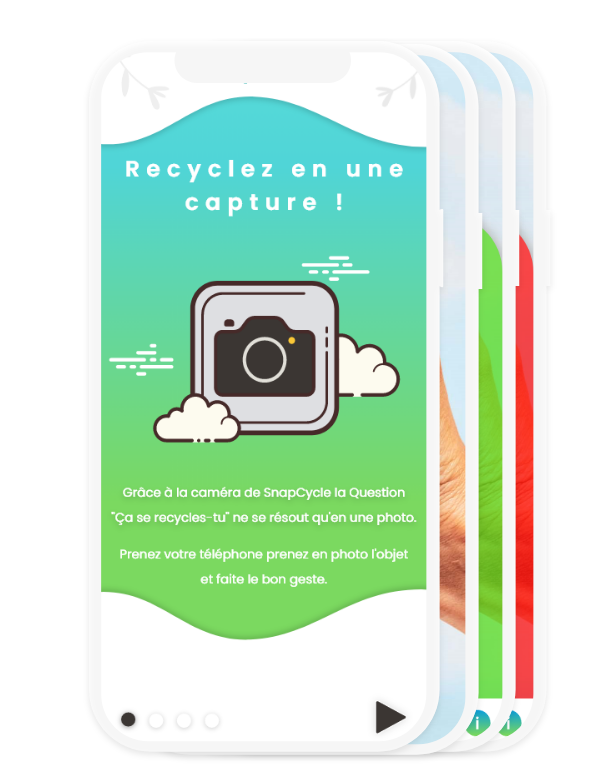 Recyclez en une
capture !
Grâce à la caméra de SnapCycle la Question
"Ça se recycles-tu" ne se résout qu'en une photo.
Prenez votre téléphone prenez en photo l'objet
et faite le bon geste.
i
i